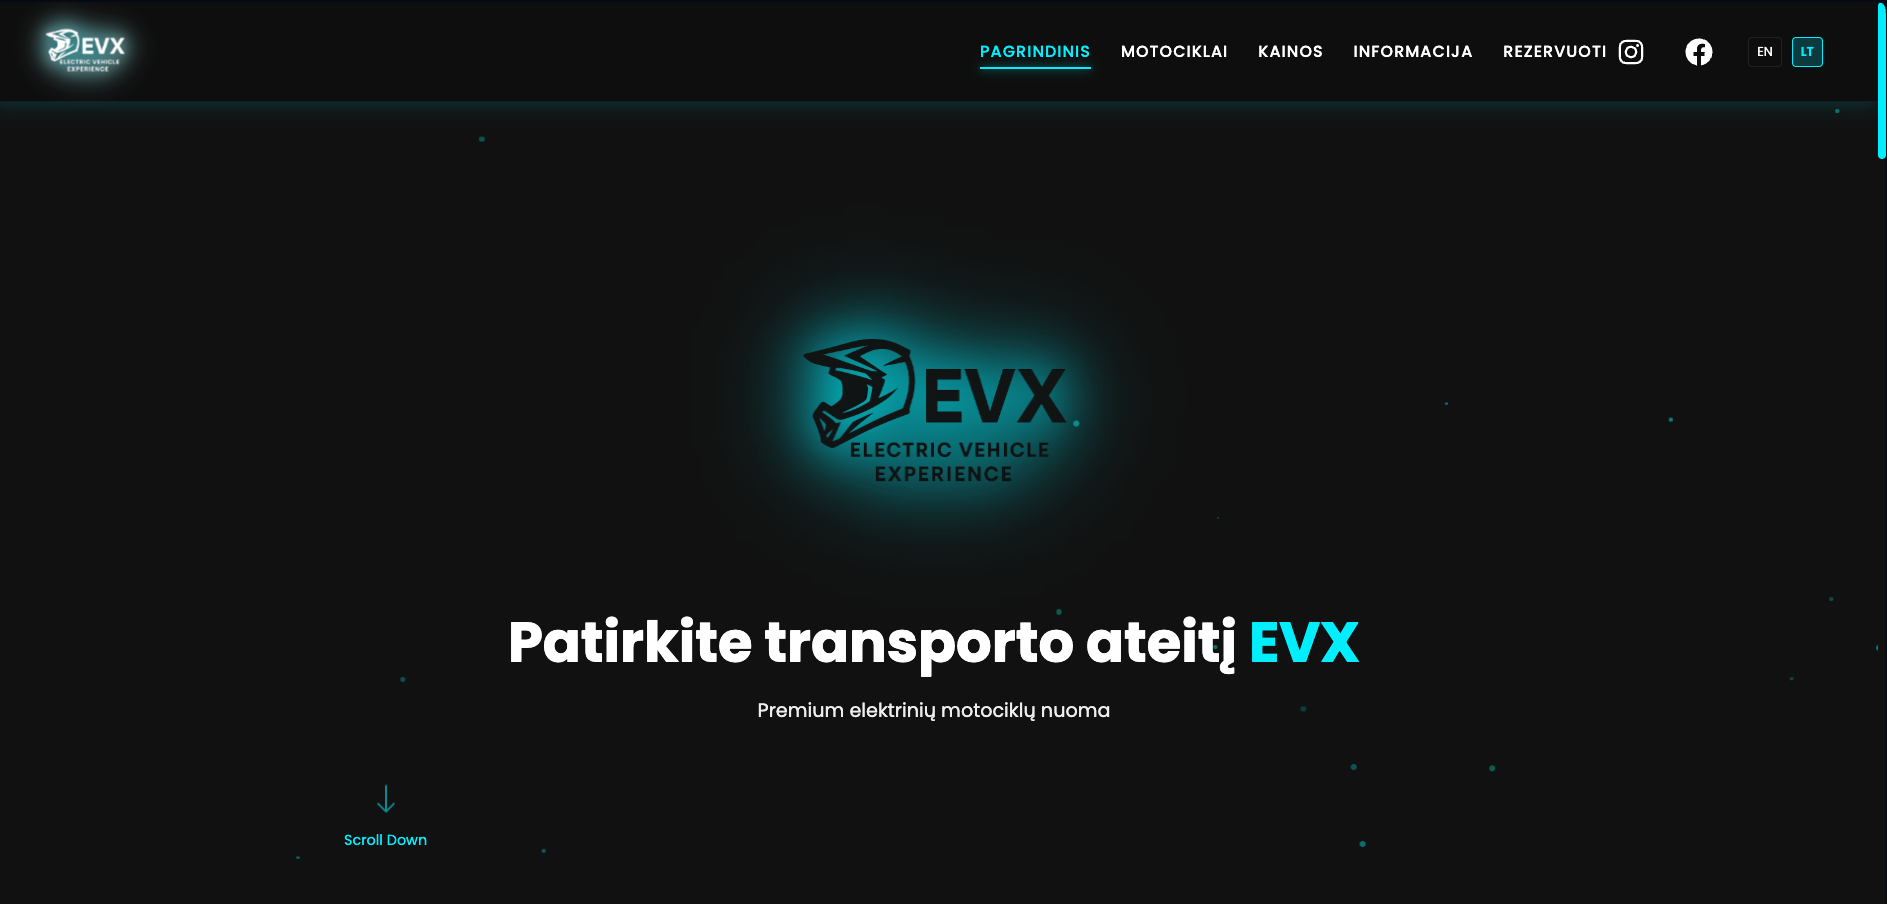 EVX
ELECTRIC VEHICLE
EXPERIENCE
PAGRINDINIS MOTOCIKLAI KAINOS INFORMACIJA REZERVUOTI EN LT
EVX
ELECTRIC VEHICLE
EXPERIENCE
Patirkite transporto ateitį EVX
Premium elektrinių motociklų nuoma
Scroll Down